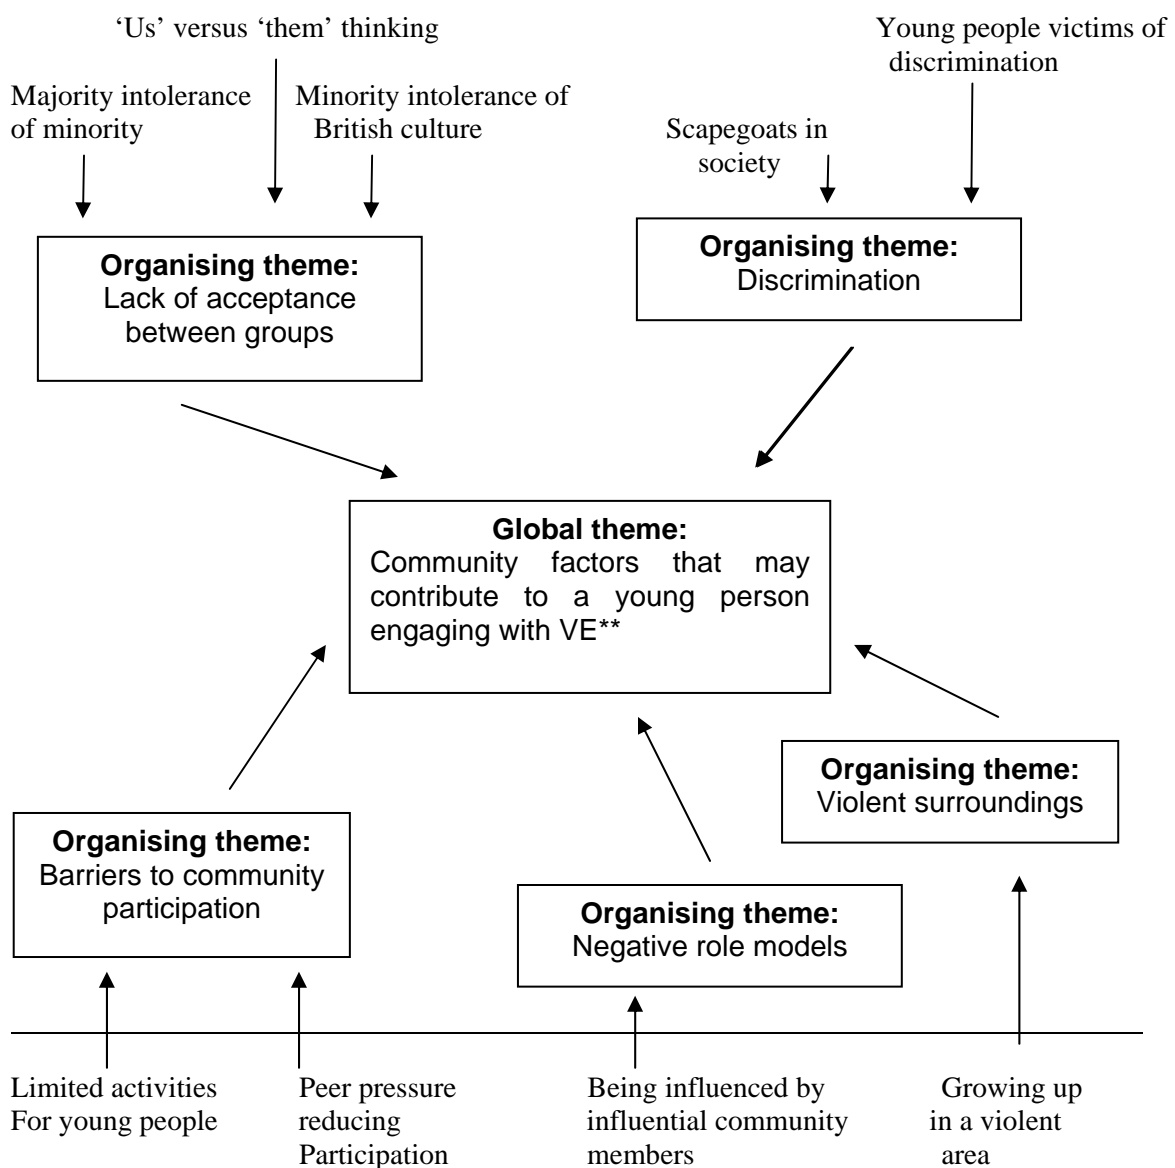 ‘Us’ versus ‘them’ thinking
Young people victims of
discrimination
Majority intolerance
of minority
Minority intolerance of
British culture
Scapegoats in
society
Organising theme:
Lack of acceptance
between groups
Organising theme:
Discrimination
Global theme:
Community factors that may
contribute to a young person
engaging with VE**
Organising theme:
Violent surroundings
Organising theme:
Barriers to community
participation
Organising theme:
Negative role models
Limited activities
For young people
Peer pressure
reducing
Participation
Being influenced by
influential community
members
Growing up
in a violent
area